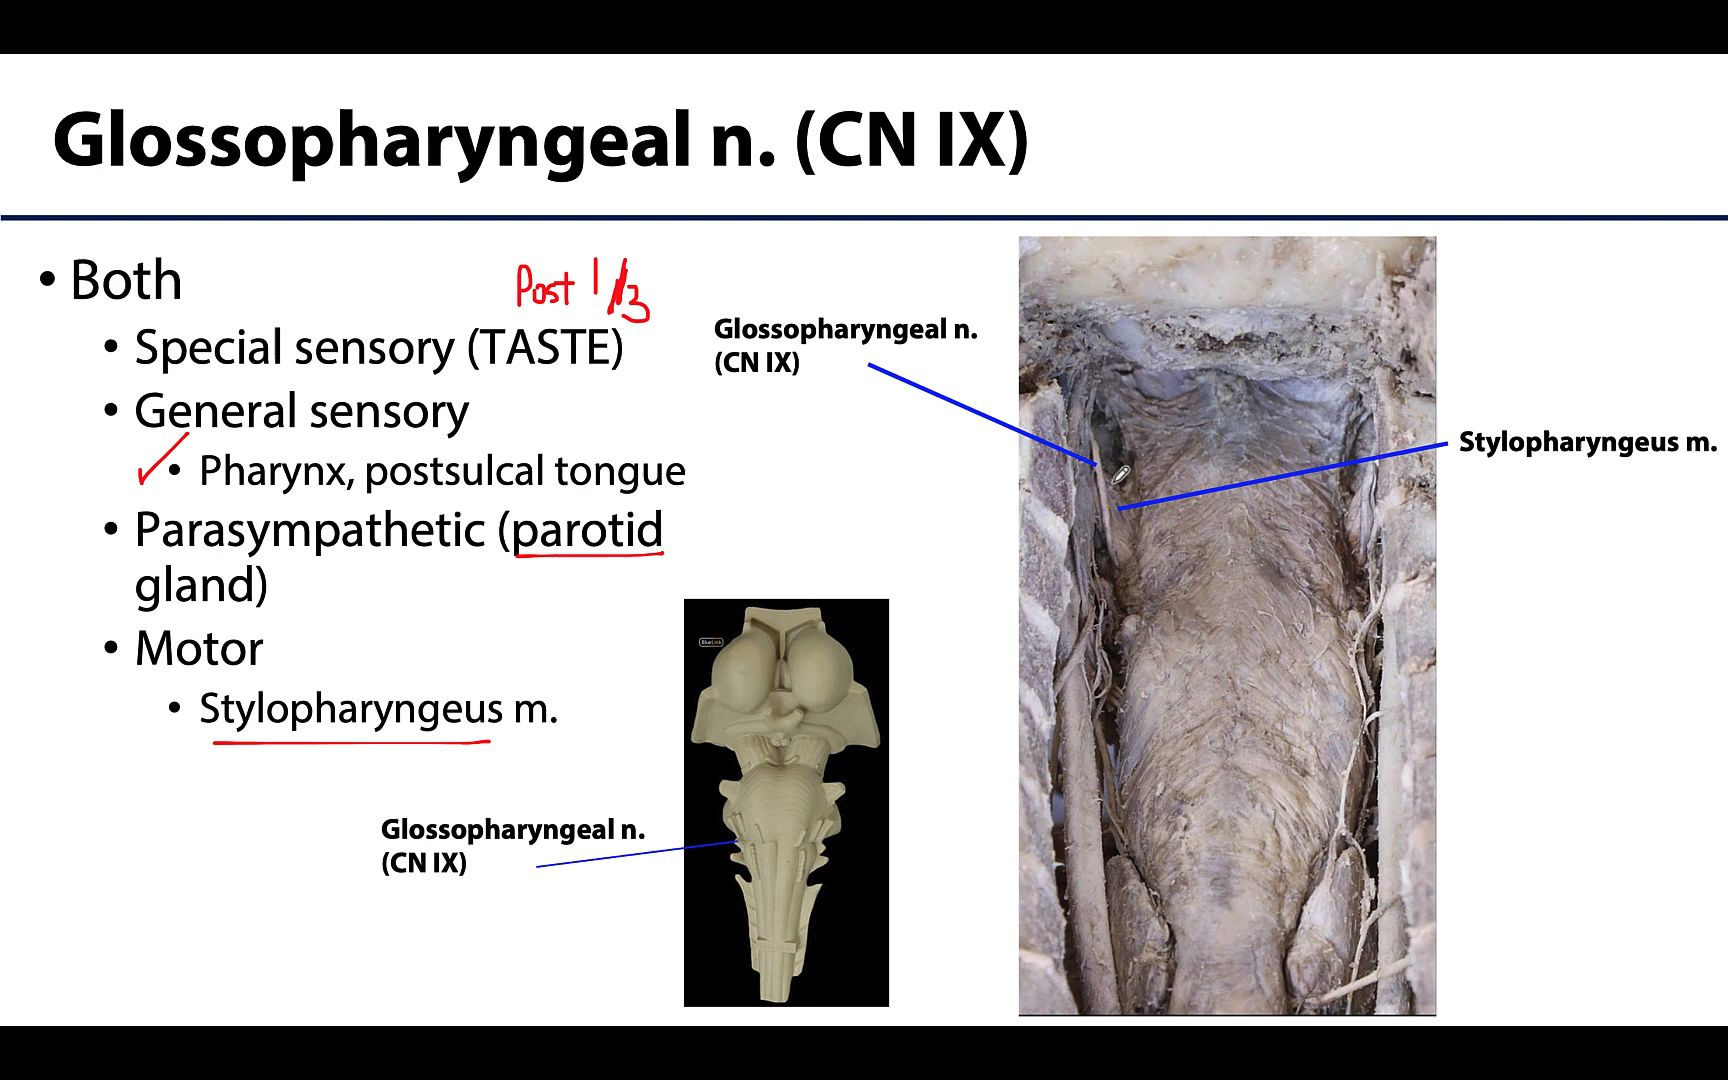 Glossopharyngeal n. (CN IX)
• Both
Post 1/3
• Special sensory (TASTE)
• General sensory
• Pharynx, postsulcal tongue
• Parasympathetic (parotid
gland)
• Motor
• Stylopharyngeus m.
Glossopharyngeal n.
(CN IX)
Stylopharyngeus m.
BlueLink
Glossopharyngeal n.
(CN IX)